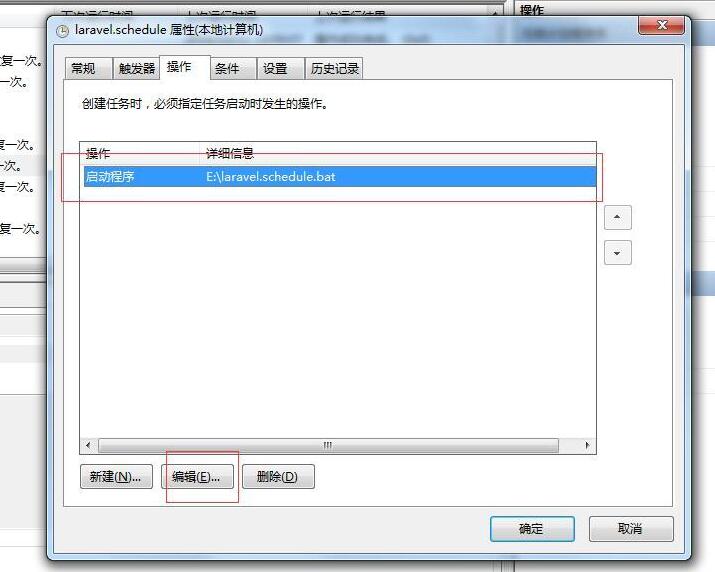 操作
laravel.schedule 属性(本地计算机)
复一次。
一次。
常规
触发器
操作
条件
设置
历史记录
创建任务时，必须指定任务启动时发生的操作。
复一次。
一次。
复一次。
复一次。
操作
详细信息
启动程序
E:\laravel.schedule.bat
新建(N)...
编辑(E)...
删除(D)
确定
取消